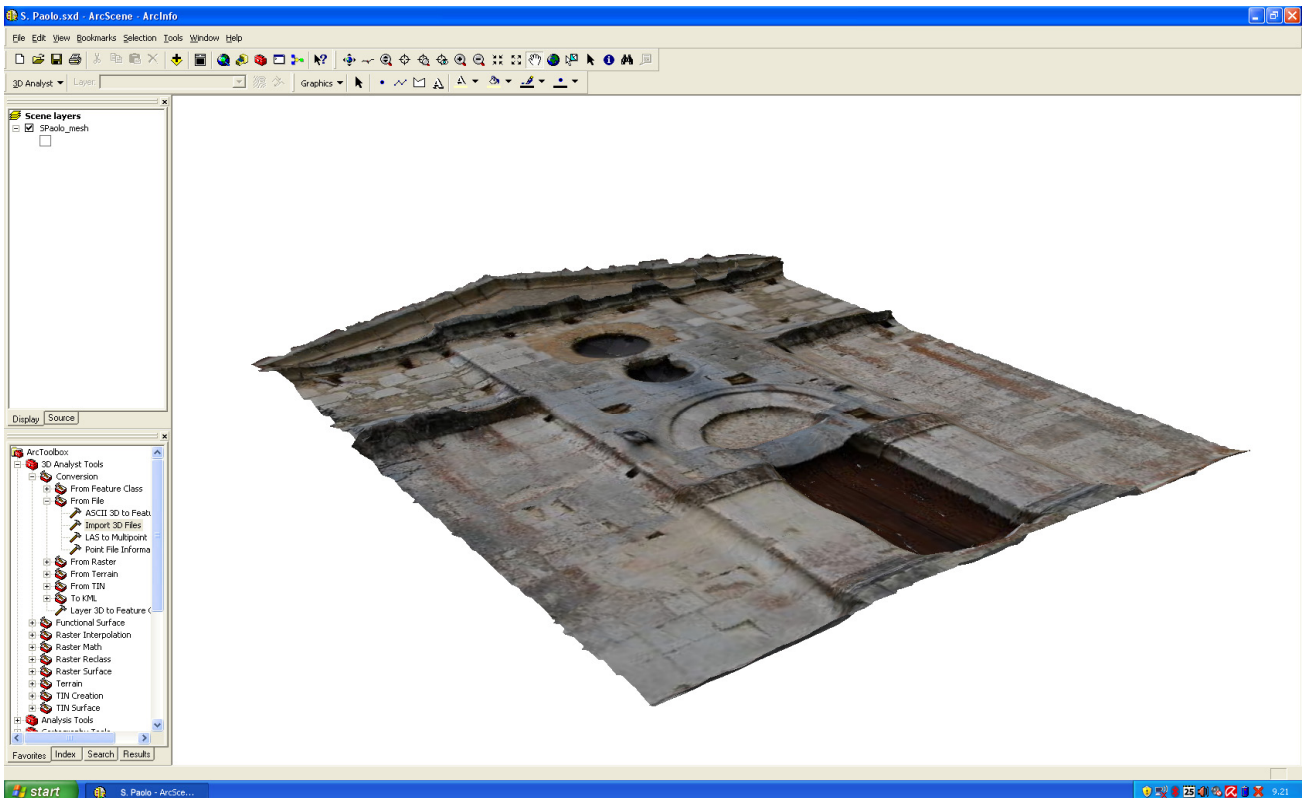 S. Paolo.sxd - ArcScene - ArcInfo
File Edit View Bookmarks Selection Tools Window Help
3D Analyst Layer: Graphics
Scene layers
SPaolo_mesh
Display Source
ArcToolbox
3D Analyst Tools
Conversion
From Feature Class
From File
ASCII 3D to Featu
Import 3D Files
LAS to Multipoint
Point File Informa
From Raster
From Terrain
From TIN
To KML
Layer 3D to Feature C
Functional Surface
Raster Interpolation
Raster Math
Raster Reclass
Raster Surface
Terrain
TIN Creation
TIN Surface
Analysis Tools
Favorites Index Search Results
start S. Paolo - ArcSce... 25 9.21